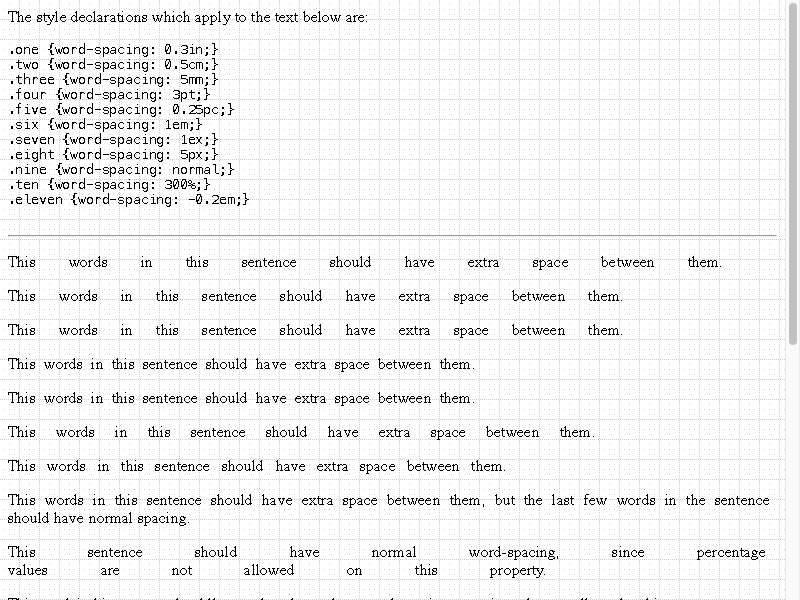 The style declarations which apply to the text below are:
.one {word-spacing: 0.3in;}
.two {word-spacing: 0.5cm;}
.three {word-spacing: 5mm;}
.four {word-spacing: 3pt;}
.five {word-spacing: 0.25pc;}
.six {word-spacing: 1em;}
.seven {word-spacing: 1ex;}
.eight {word-spacing: 5px;}
.nine {word-spacing: normal;}
.ten {word-spacing: 300%;}
.eleven {word-spacing: -0.2em;}
This words in this sentence should have extra space between them.
This words in this sentence should have extra space between them.
This words in this sentence should have extra space between them.
This words in this sentence should have extra space between them.
This words in this sentence should have extra space between them.
This words in this sentence should have extra space between them.
This words in this sentence should have extra space between them.
This words in this sentence should have extra space between them, but the last few words in the sentence
should have normal spacing.
This sentence should have normal word-spacing, since percentage
values are not allowed on this property.